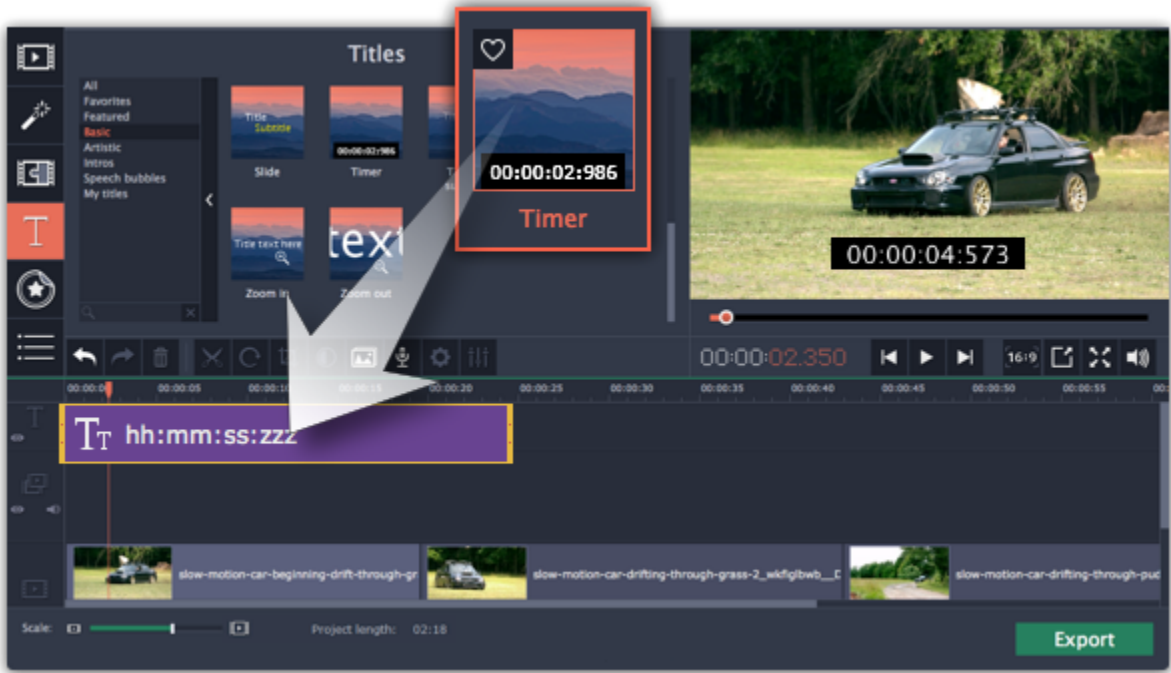 Titles
All
Favorites
Featured
Basic
Artistic
Intros
Speech bubbles
My titles
Title
Subtitle
Slide
00:00:02:986
Timer
00:00:02:986
Timer
Title text here
Zoom in
text
Zoom out
00:00:04:573
00:00:02.350
16:9
00:00:05
00:00:10
00:00:15
00:00:20
00:00:25
00:00:30
00:00:35
00:00:40
00:00:45
00:00:50
00:00:55
T
TT hh:mm:ss:zzz
slow-motion-car-beginning-drift-through-gr
slow-motion-car-drifting-through-grass-2_wkfiglbwb__D
slow-motion-car-drifting-through-pud
Scale:
Project length: 02:18
Export